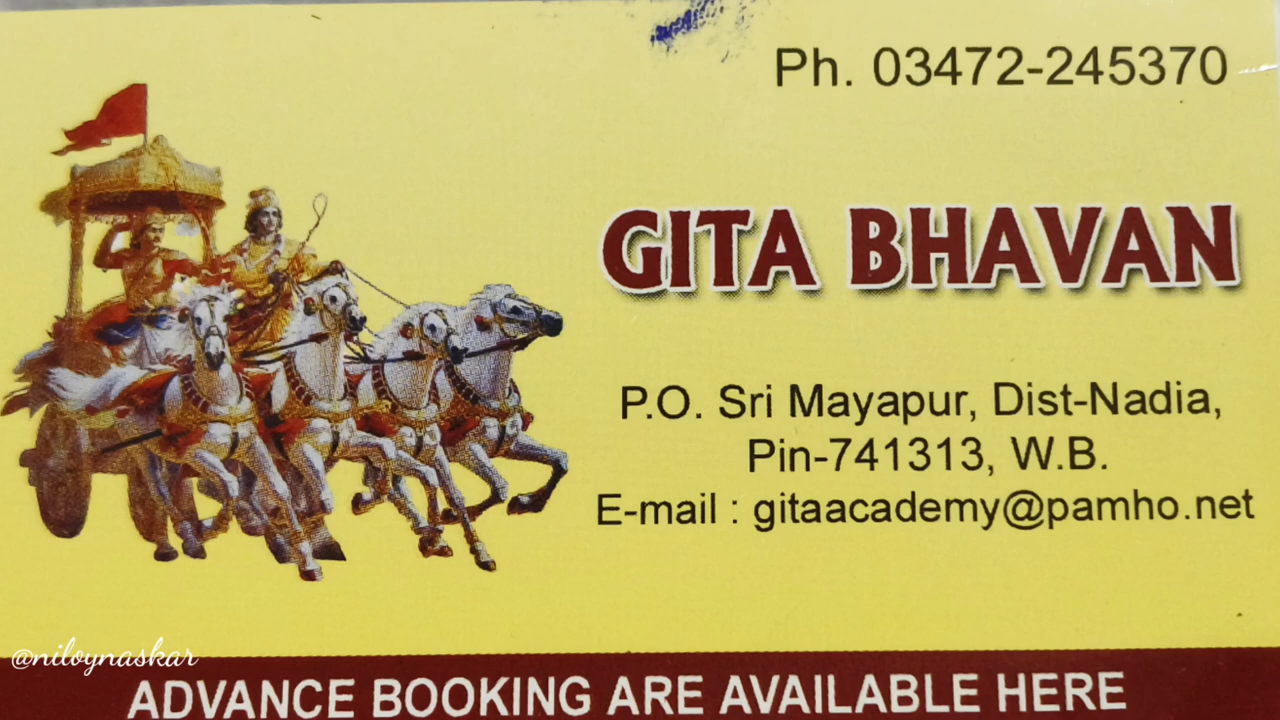 Ph. 03472-245370
GITA BHAVAN
P.O. Sri Mayapur, Dist-Nadia,
Pin-741313, W.B.
E-mail : gitaacademy@pamho.net
@niloynaskar
ADVANCE BOOKING ARE AVAILABLE HERE